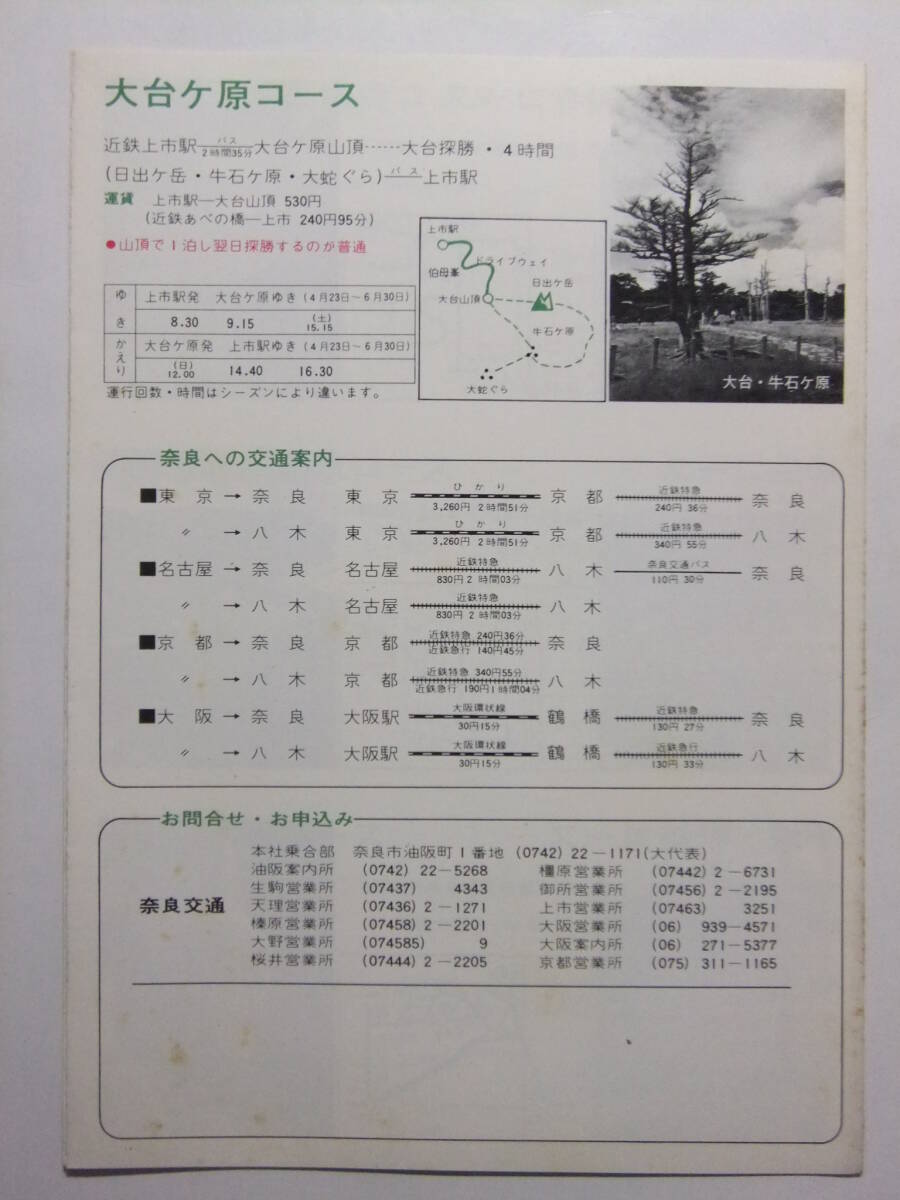 大台ケ原コース
近鉄上市駅 バス 2時間35分 大台ケ原山頂……大台探勝・4時間
(日出ケ岳・牛石ケ原・大蛇ぐら) バス 上市駅
運賃 上市駅―大台山頂 530円
(近鉄あべの橋―上市 240円95分)
●山頂で1泊し翌日探勝するのが普通
ゆき 上市駅発 大台ケ原ゆき (4月23日〜6月30日)
8.30 9.15 (土)15.15
かえり 大台ケ原発 上市駅ゆき (4月23日〜6月30日)
(日)12.00 14.40 16.30
運行回数・時間はシーズンにより違います。
上市駅
ドライブウェイ
伯母峯
日出ケ岳
大台山頂
牛石ケ原
大蛇ぐら
大台・牛石ケ原
奈良への交通案内
■東京→奈良 東京 ひかり 3,260円 2時間51分 京都 近鉄特急 240円 36分 奈良
〃 →八木 東京 ひかり 3,260円 2時間51分 京都 近鉄特急 340円 55分 八木
■名古屋→奈良 名古屋 近鉄特急 830円 2時間03分 八木 奈良交通バス 110円 30分 奈良
〃 →八木 名古屋 近鉄特急 830円 2時間03分 八木
■京都→奈良 京都 近鉄特急 240円36分 近鉄急行 140円45分 奈良
〃 →八木 京都 近鉄特急 340円55分 近鉄急行 190円1時間04分 八木
■大阪→奈良 大阪駅 大阪環状線 30円15分 鶴橋 近鉄特急 130円 27分 奈良
〃 →八木 大阪駅 大阪環状線 30円15分 鶴橋 近鉄急行 130円 33分 八木
お問合せ・お申込み
奈良交通
本社乗合部 奈良市油阪町1番地 (0742) 22−1171(大代表)
油阪案内所 (0742) 22−5268 橿原営業所 (07442) 2−6731
生駒営業所 (07437) 4343 御所営業所 (07456) 2−2195
天理営業所 (07436) 2−1271 上市営業所 (07463) 3251
榛原営業所 (07458) 2−2201 大阪営業所 (06) 939−4571
大野営業所 (074585) 9 大阪案内所 (06) 271−5377
桜井営業所 (07444) 2−2205 京都営業所 (075) 311−1165